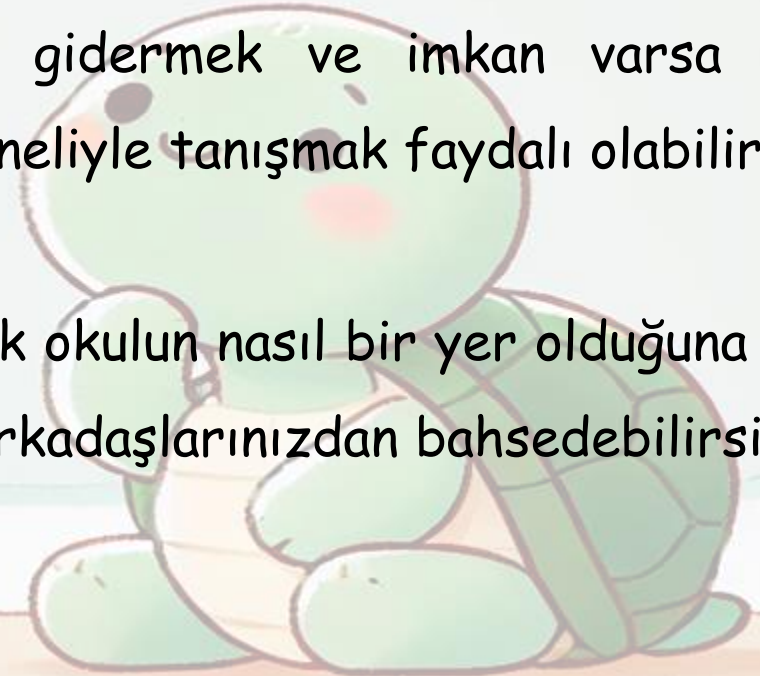 gidermek ve imkan varsa
neliyle tanışmak faydalı olabilir
k okulun nasıl bir yer olduğuna
rkadaşlarınızdan bahsedebilirsi